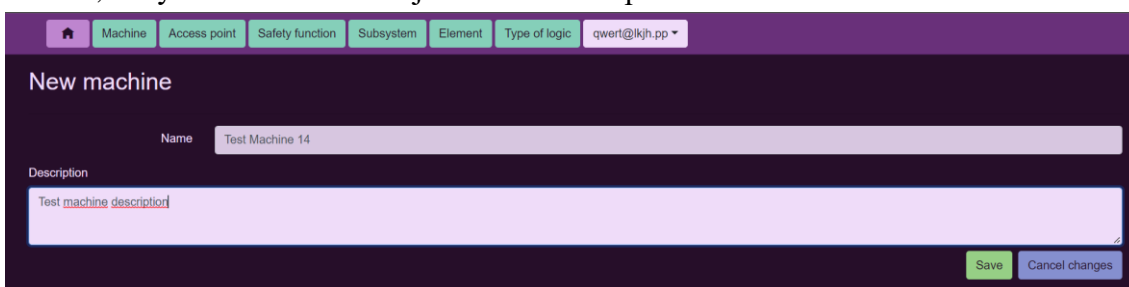 Machine Access point Safety function Subsystem Element Type of logic qwert@lkjh.pp
New machine
Name Test Machine 14
Description
Test machine description
Save Cancel changes